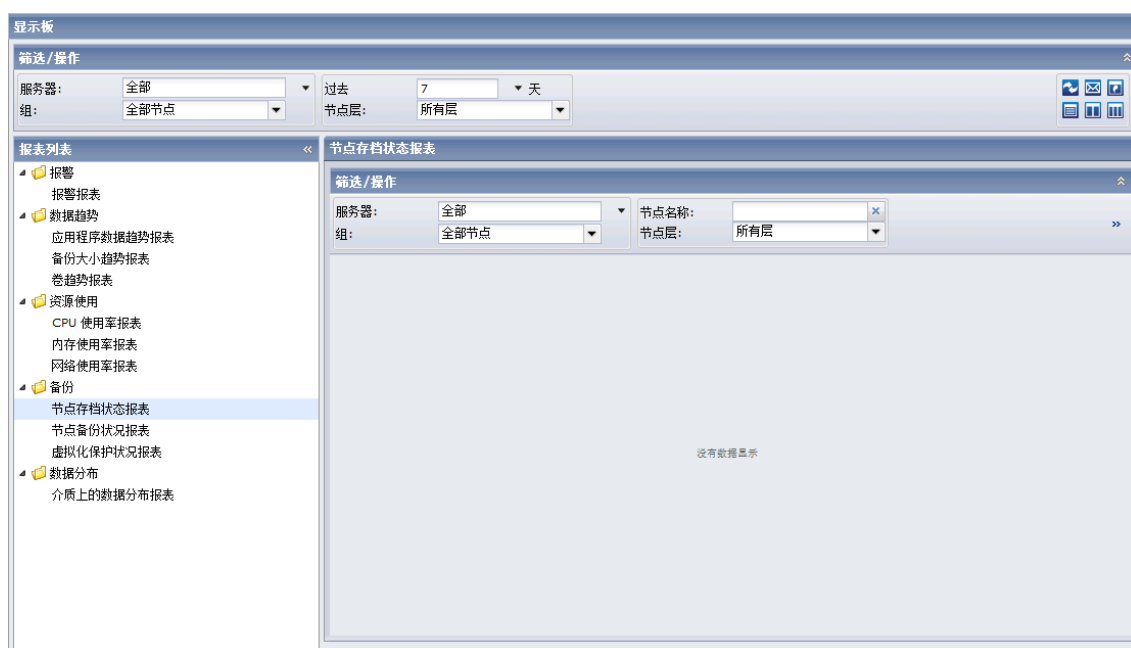 显示板
筛选/操作
服务器: 全部 过去 7 天
组: 全部节点 节点层: 所有层
报表列表
报警
报警报表
数据趋势
应用程序数据趋势报表
备份大小趋势报表
卷趋势报表
资源使用
CPU 使用率报表
内存使用率报表
网络使用率报表
备份
节点存档状态报表
节点备份状况报表
虚拟化保护状况报表
数据分布
介质上的数据分布报表
节点存档状态报表
筛选/操作
服务器: 全部 节点名称:
组: 全部节点 节点层: 所有层
没有数据显示